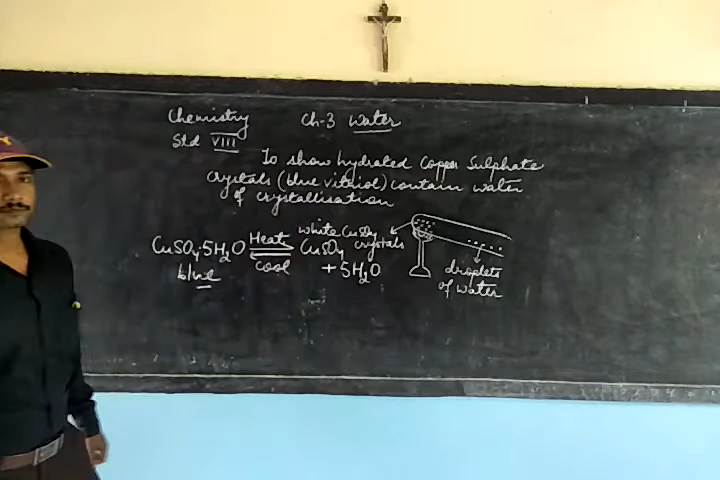 Chemistry Ch-3 Water
Std VIII
To show hydrated Copper Sulphate
crystals (blue vitriol) contain water
of crystallisation
CuSO₄·5H₂O Heat CuSO₄
cool + 5H₂O
blue
white CuSO₄
crystals
droplets
of water